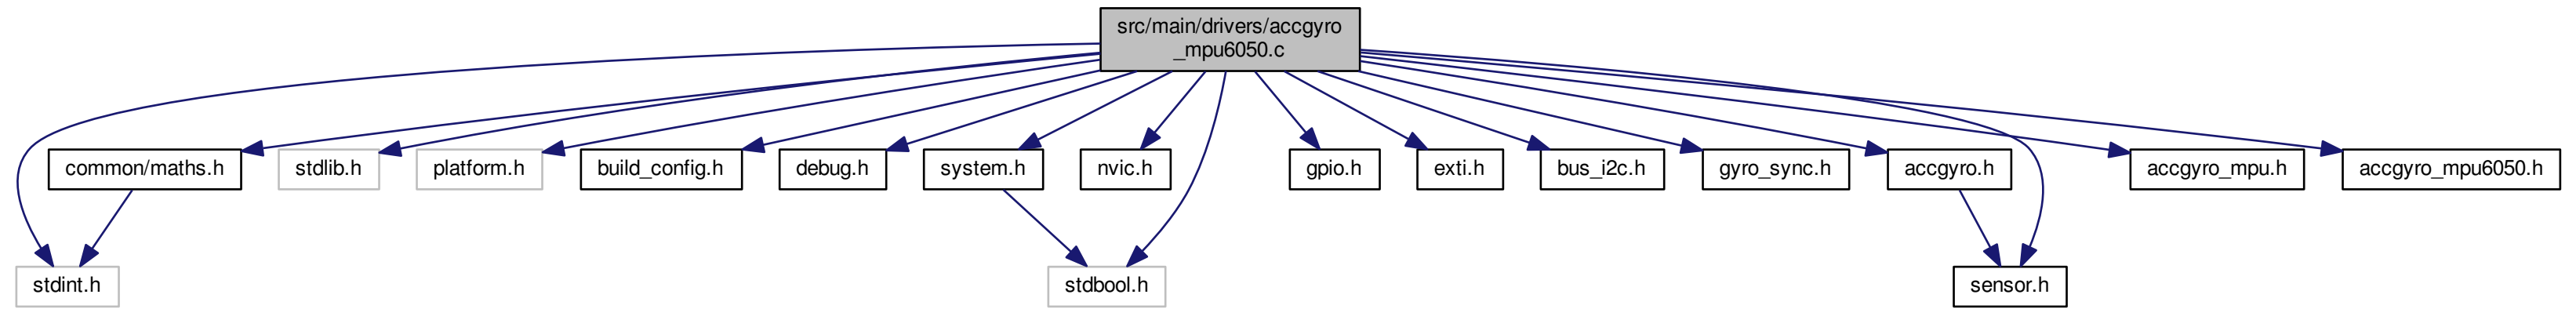 src/main/drivers/accgyro
_mpu6050.c
common/maths.h
stdlib.h
platform.h
build_config.h
debug.h
system.h
nvic.h
gpio.h
exti.h
bus_i2c.h
gyro_sync.h
accgyro.h
accgyro_mpu.h
accgyro_mpu6050.h
stdint.h
stdbool.h
sensor.h